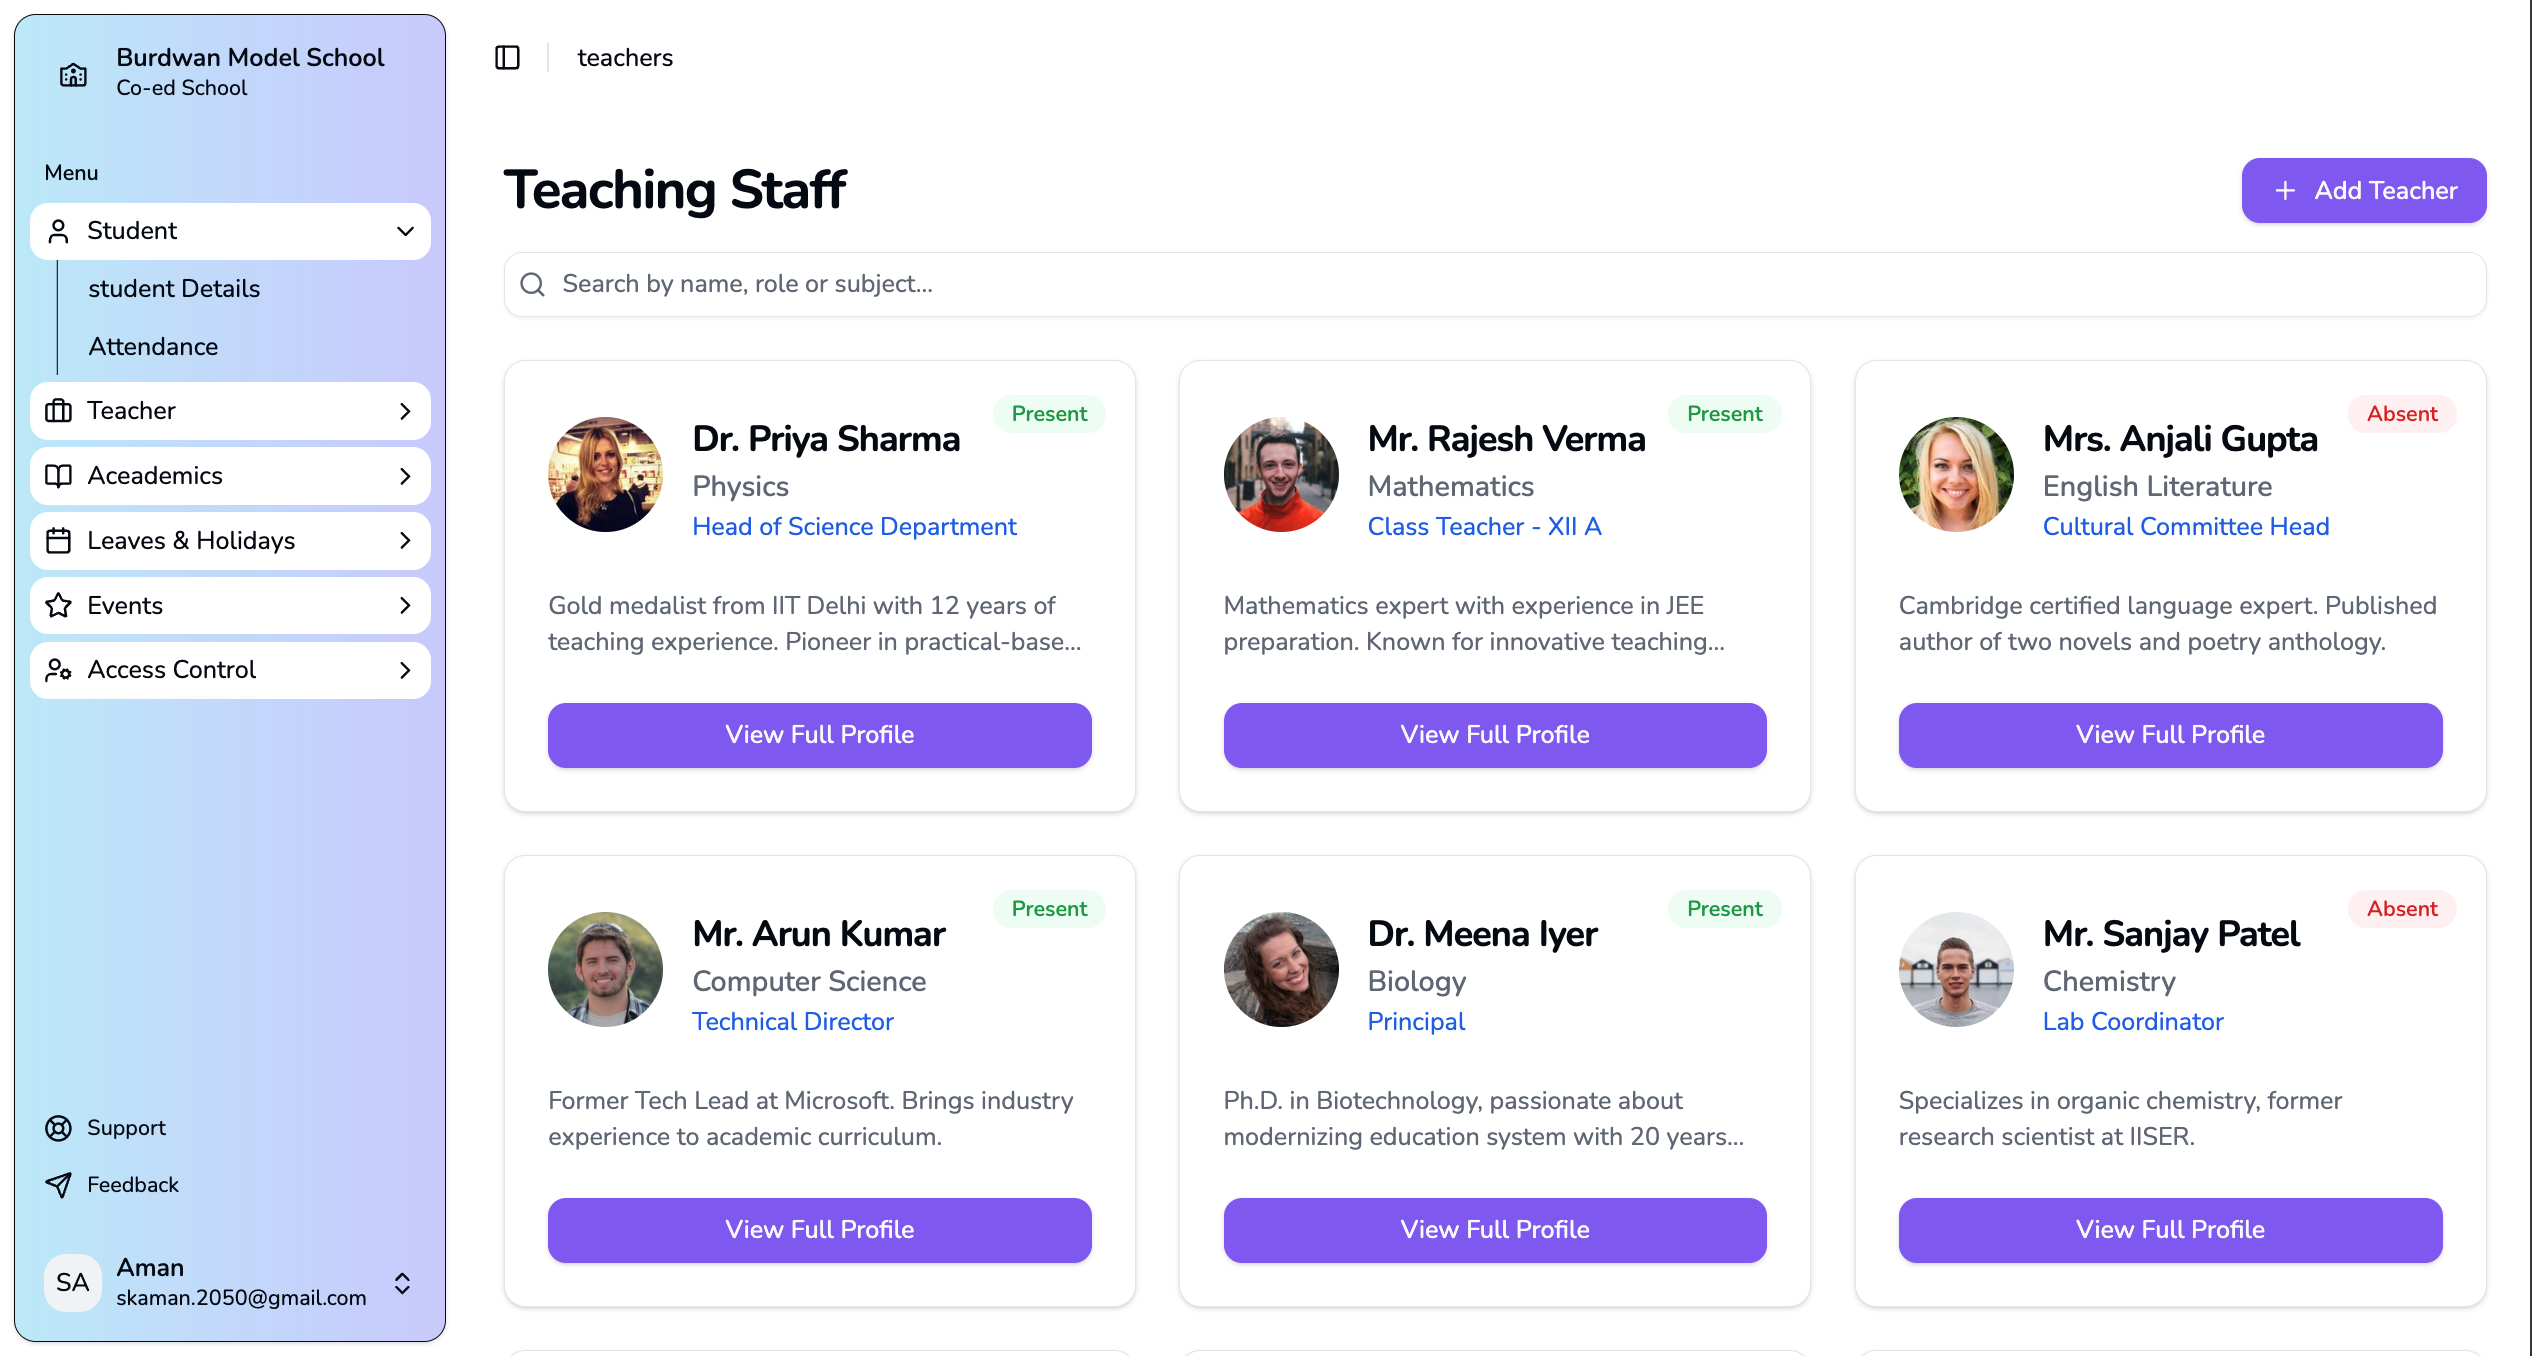 Burdwan Model School
Co-ed School
Menu
Student
student Details
Attendance
Teacher
Aceademics
Leaves & Holidays
Events
Access Control
Support
Feedback
SA
Aman
skaman.2050@gmail.com
teachers
Teaching Staff
Add Teacher
Search by name, role or subject...
Present
Dr. Priya Sharma
Physics
Head of Science Department
Gold medalist from IIT Delhi with 12 years of
teaching experience. Pioneer in practical-base...
View Full Profile
Present
Mr. Rajesh Verma
Mathematics
Class Teacher - XII A
Mathematics expert with experience in JEE
preparation. Known for innovative teaching...
View Full Profile
Absent
Mrs. Anjali Gupta
English Literature
Cultural Committee Head
Cambridge certified language expert. Published
author of two novels and poetry anthology.
View Full Profile
Present
Mr. Arun Kumar
Computer Science
Technical Director
Former Tech Lead at Microsoft. Brings industry
experience to academic curriculum.
View Full Profile
Present
Dr. Meena Iyer
Biology
Principal
Ph.D. in Biotechnology, passionate about
modernizing education system with 20 years...
View Full Profile
Absent
Mr. Sanjay Patel
Chemistry
Lab Coordinator
Specializes in organic chemistry, former
research scientist at IISER.
View Full Profile